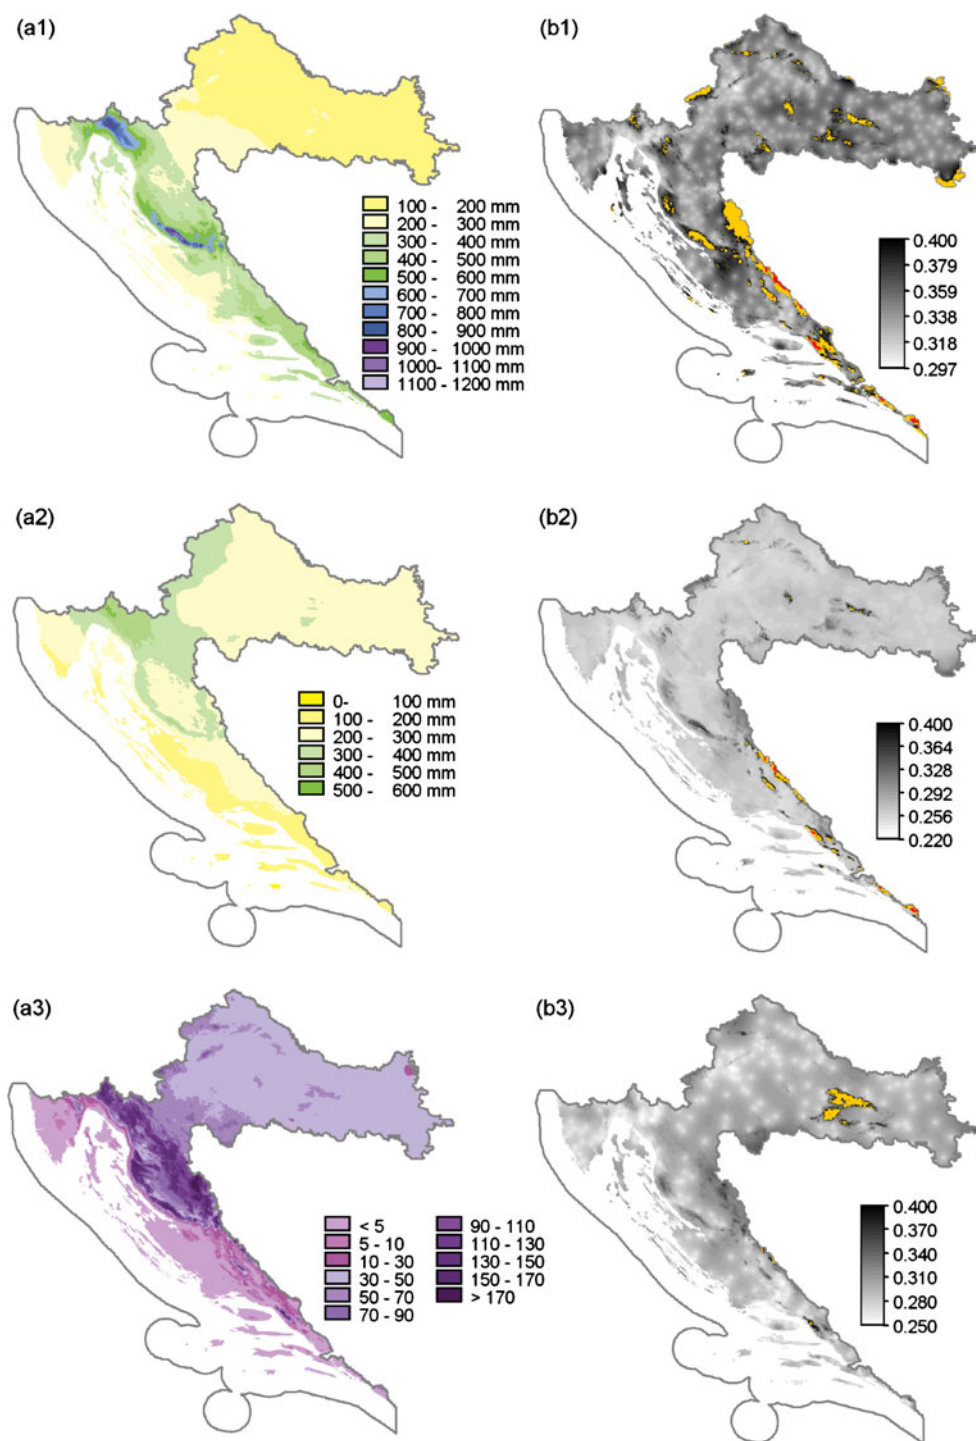 (a1)
100 - 200 mm
200 - 300 mm
300 - 400 mm
400 - 500 mm
500 - 600 mm
600 - 700 mm
700 - 800 mm
800 - 900 mm
900 - 1000 mm
1000- 1100 mm
1100 - 1200 mm
(b1)
0.400
0.379
0.359
0.338
0.318
0.297
(a2)
0- 100 mm
100 - 200 mm
200 - 300 mm
300 - 400 mm
400 - 500 mm
500 - 600 mm
(b2)
0.400
0.364
0.328
0.292
0.256
0.220
(a3)
< 5
5 - 10
10 - 30
30 - 50
50 - 70
70 - 90
90 - 110
110 - 130
130 - 150
150 - 170
> 170
(b3)
0.400
0.370
0.340
0.310
0.280
0.250